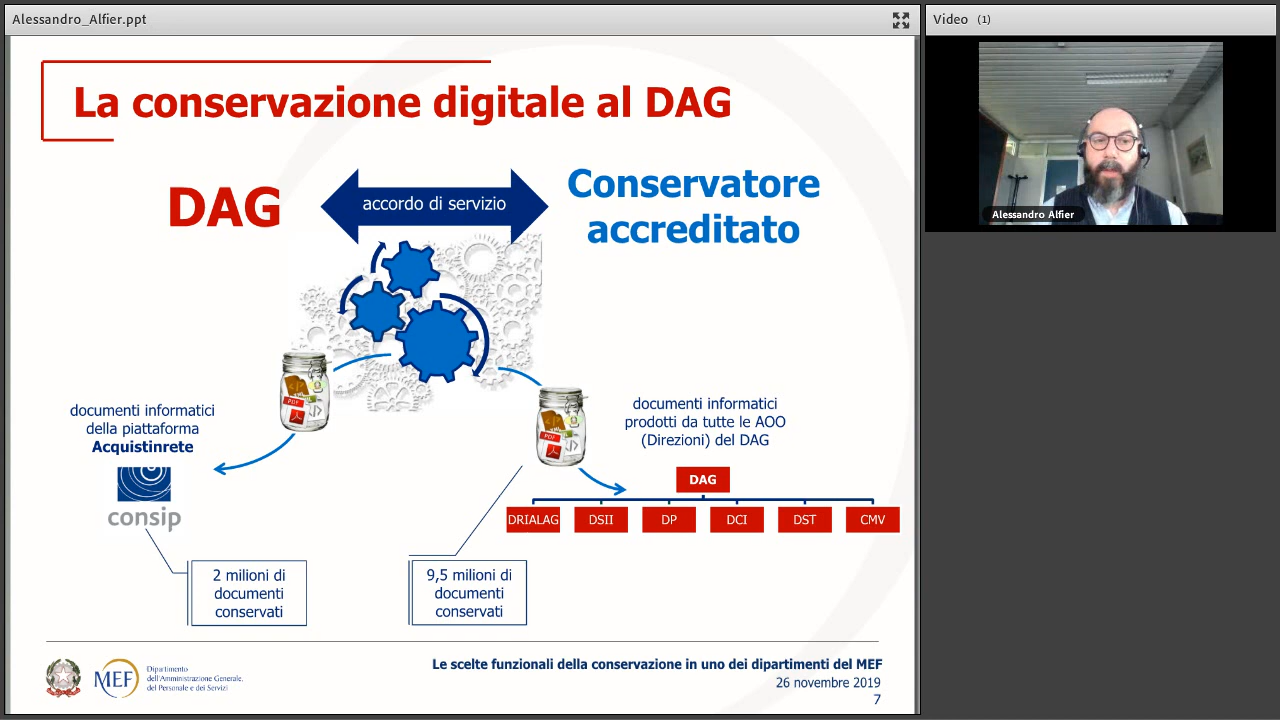 Alessandro_Alfier.ppt
Video (1)
Alessandro Alfier
La conservazione digitale al DAG
DAG
accordo di servizio
Conservatore
accreditato
documenti informatici
della piattaforma
Acquistinrete
consip
PDF
PDF
documenti informatici
prodotti da tutte le AOO
(Direzioni) del DAG
DAG
DRIALAG
DSII
DP
DCI
DST
CMV
2 milioni di
documenti
conservati
9,5 milioni di
documenti
conservati
MEF
Dipartimento
dell'Amministrazione Generale,
del Personale e dei Servizi
Le scelte funzionali della conservazione in uno dei dipartimenti del MEF
26 novembre 2019
7